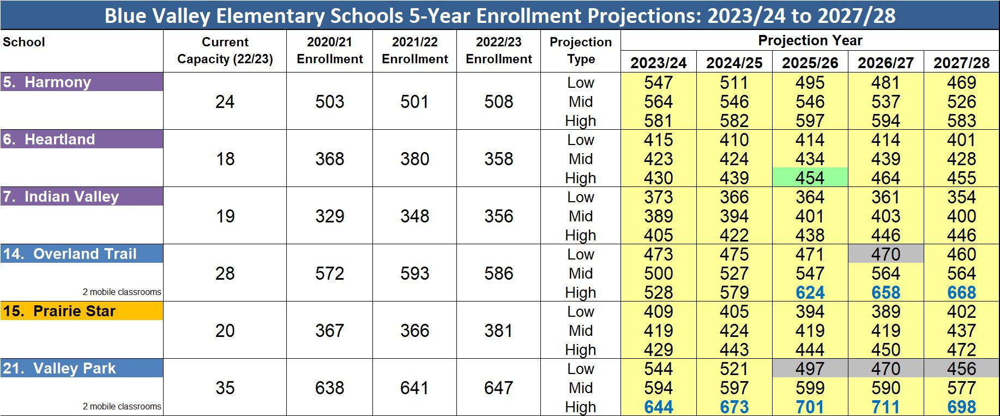 Blue Valley Elementary Schools 5-Year Enrollment Projections: 2023/24 to 2027/28
School Current Capacity (22/23) 2020/21 Enrollment 2021/22 Enrollment 2022/23 Enrollment Projection Type Projection Year
2023/24 2024/25 2025/26 2026/27 2027/28
5. Harmony Low 547 511 495 481 469
24 503 501 508 Mid 564 546 546 537 526
High 581 582 597 594 583
6. Heartland Low 415 410 414 414 401
18 368 380 358 Mid 423 424 434 439 428
High 430 439 454 464 455
7. Indian Valley Low 373 366 364 361 354
19 329 348 356 Mid 389 394 401 403 400
High 405 422 438 446 446
14. Overland Trail Low 473 475 471 470 460
28 572 593 586 Mid 500 527 547 564 564
2 mobile classrooms High 528 579 624 658 668
15. Prairie Star Low 409 405 394 389 402
20 367 366 381 Mid 419 424 419 419 437
High 429 443 444 450 472
21. Valley Park Low 544 521 497 470 456
35 638 641 647 Mid 594 597 599 590 577
2 mobile classrooms High 644 673 701 711 698